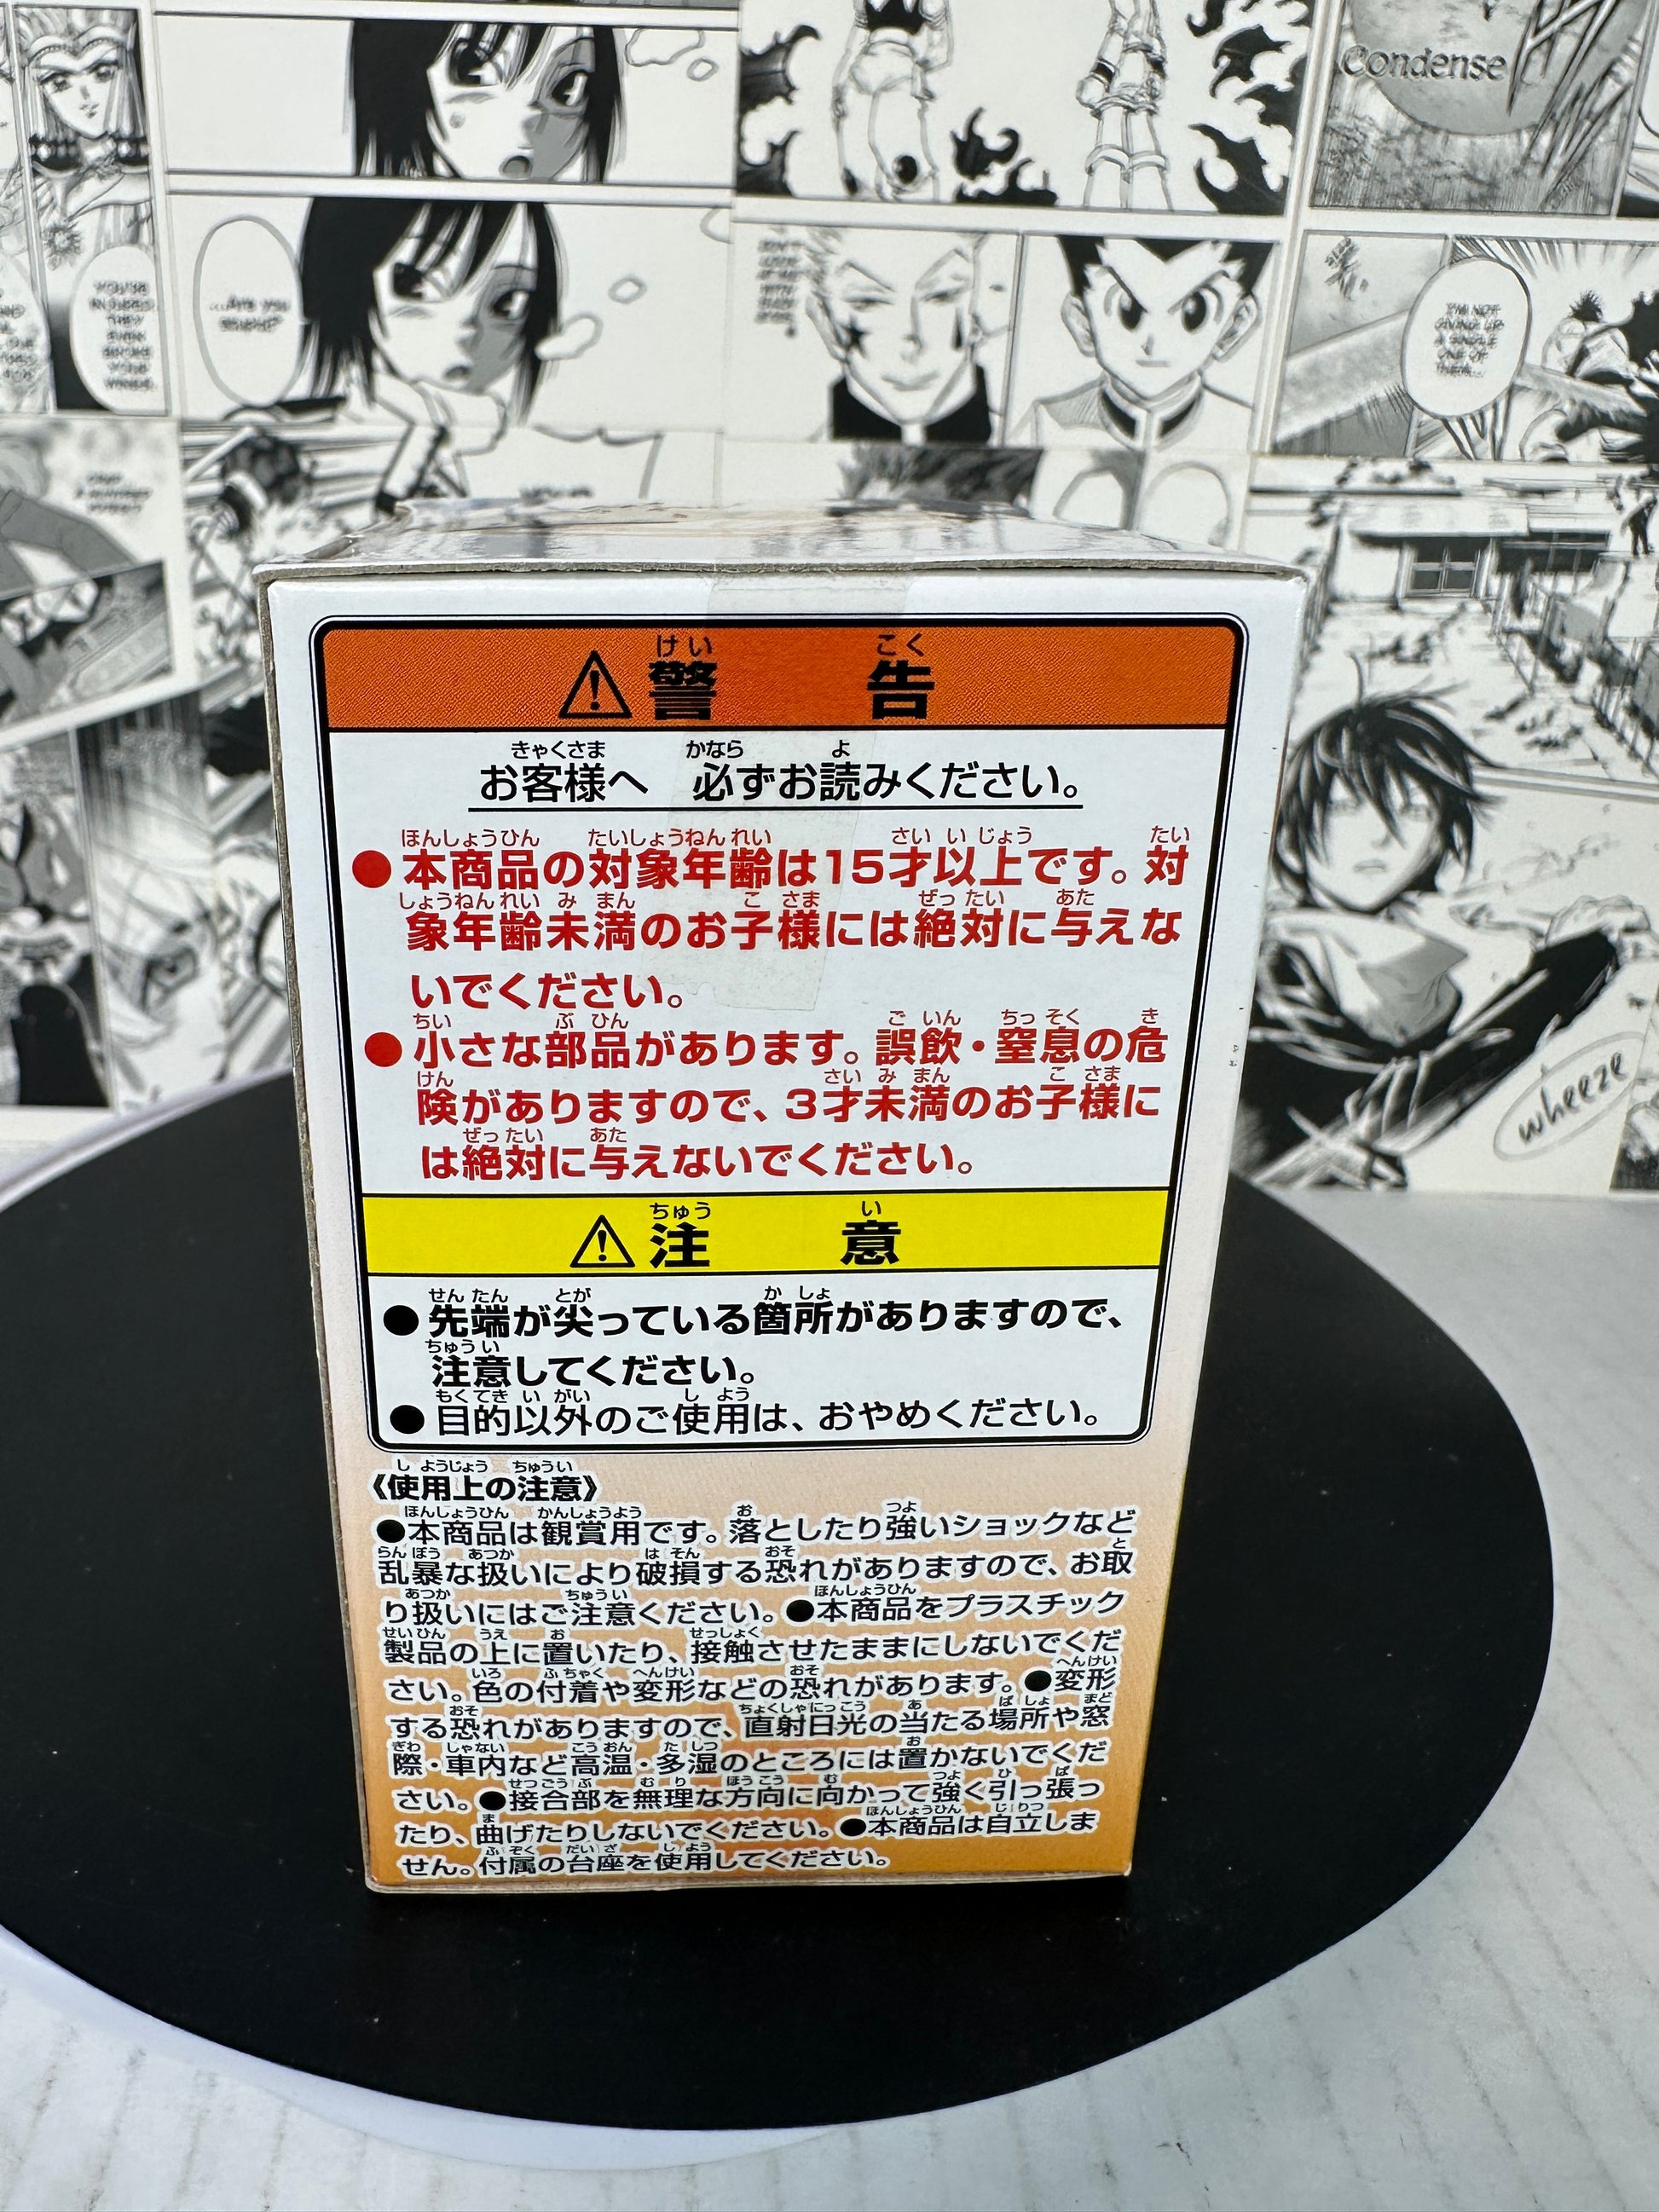 Condense
...Are you stupid?
wheeze
警告
お客様へ 必ずお読みください。
●本商品の対象年齢は15才以上です。対
象年齢未満のお子様には絶対に与えな
いでください。
●小さな部品があります。誤飲・窒息の危
険がありますので、3才未満のお子様に
は絶対に与えないでください。
注意
●先端が尖っている箇所がありますので、
注意してください。
●目的以外のご使用は、おやめください。
《使用上の注意》
●本商品は観賞用です。落としたり強いショックなど
乱暴な扱いにより破損する恐れがありますので、お取
り扱いにはご注意ください。●本商品をプラスチック
製品の上に置いたり、接触させたままにしないでくだ
さい。色の付着や変形などの恐れがあります。●変形
する恐れがありますので、直射日光の当たる場所や窓
際・車内など高温・多湿のところには置かないでくだ
さい。●接合部を無理な方向に向かって強く引っ張っ
たり、曲げたりしないでください。●本商品は自立しま
せん。付属の台座を使用してください。